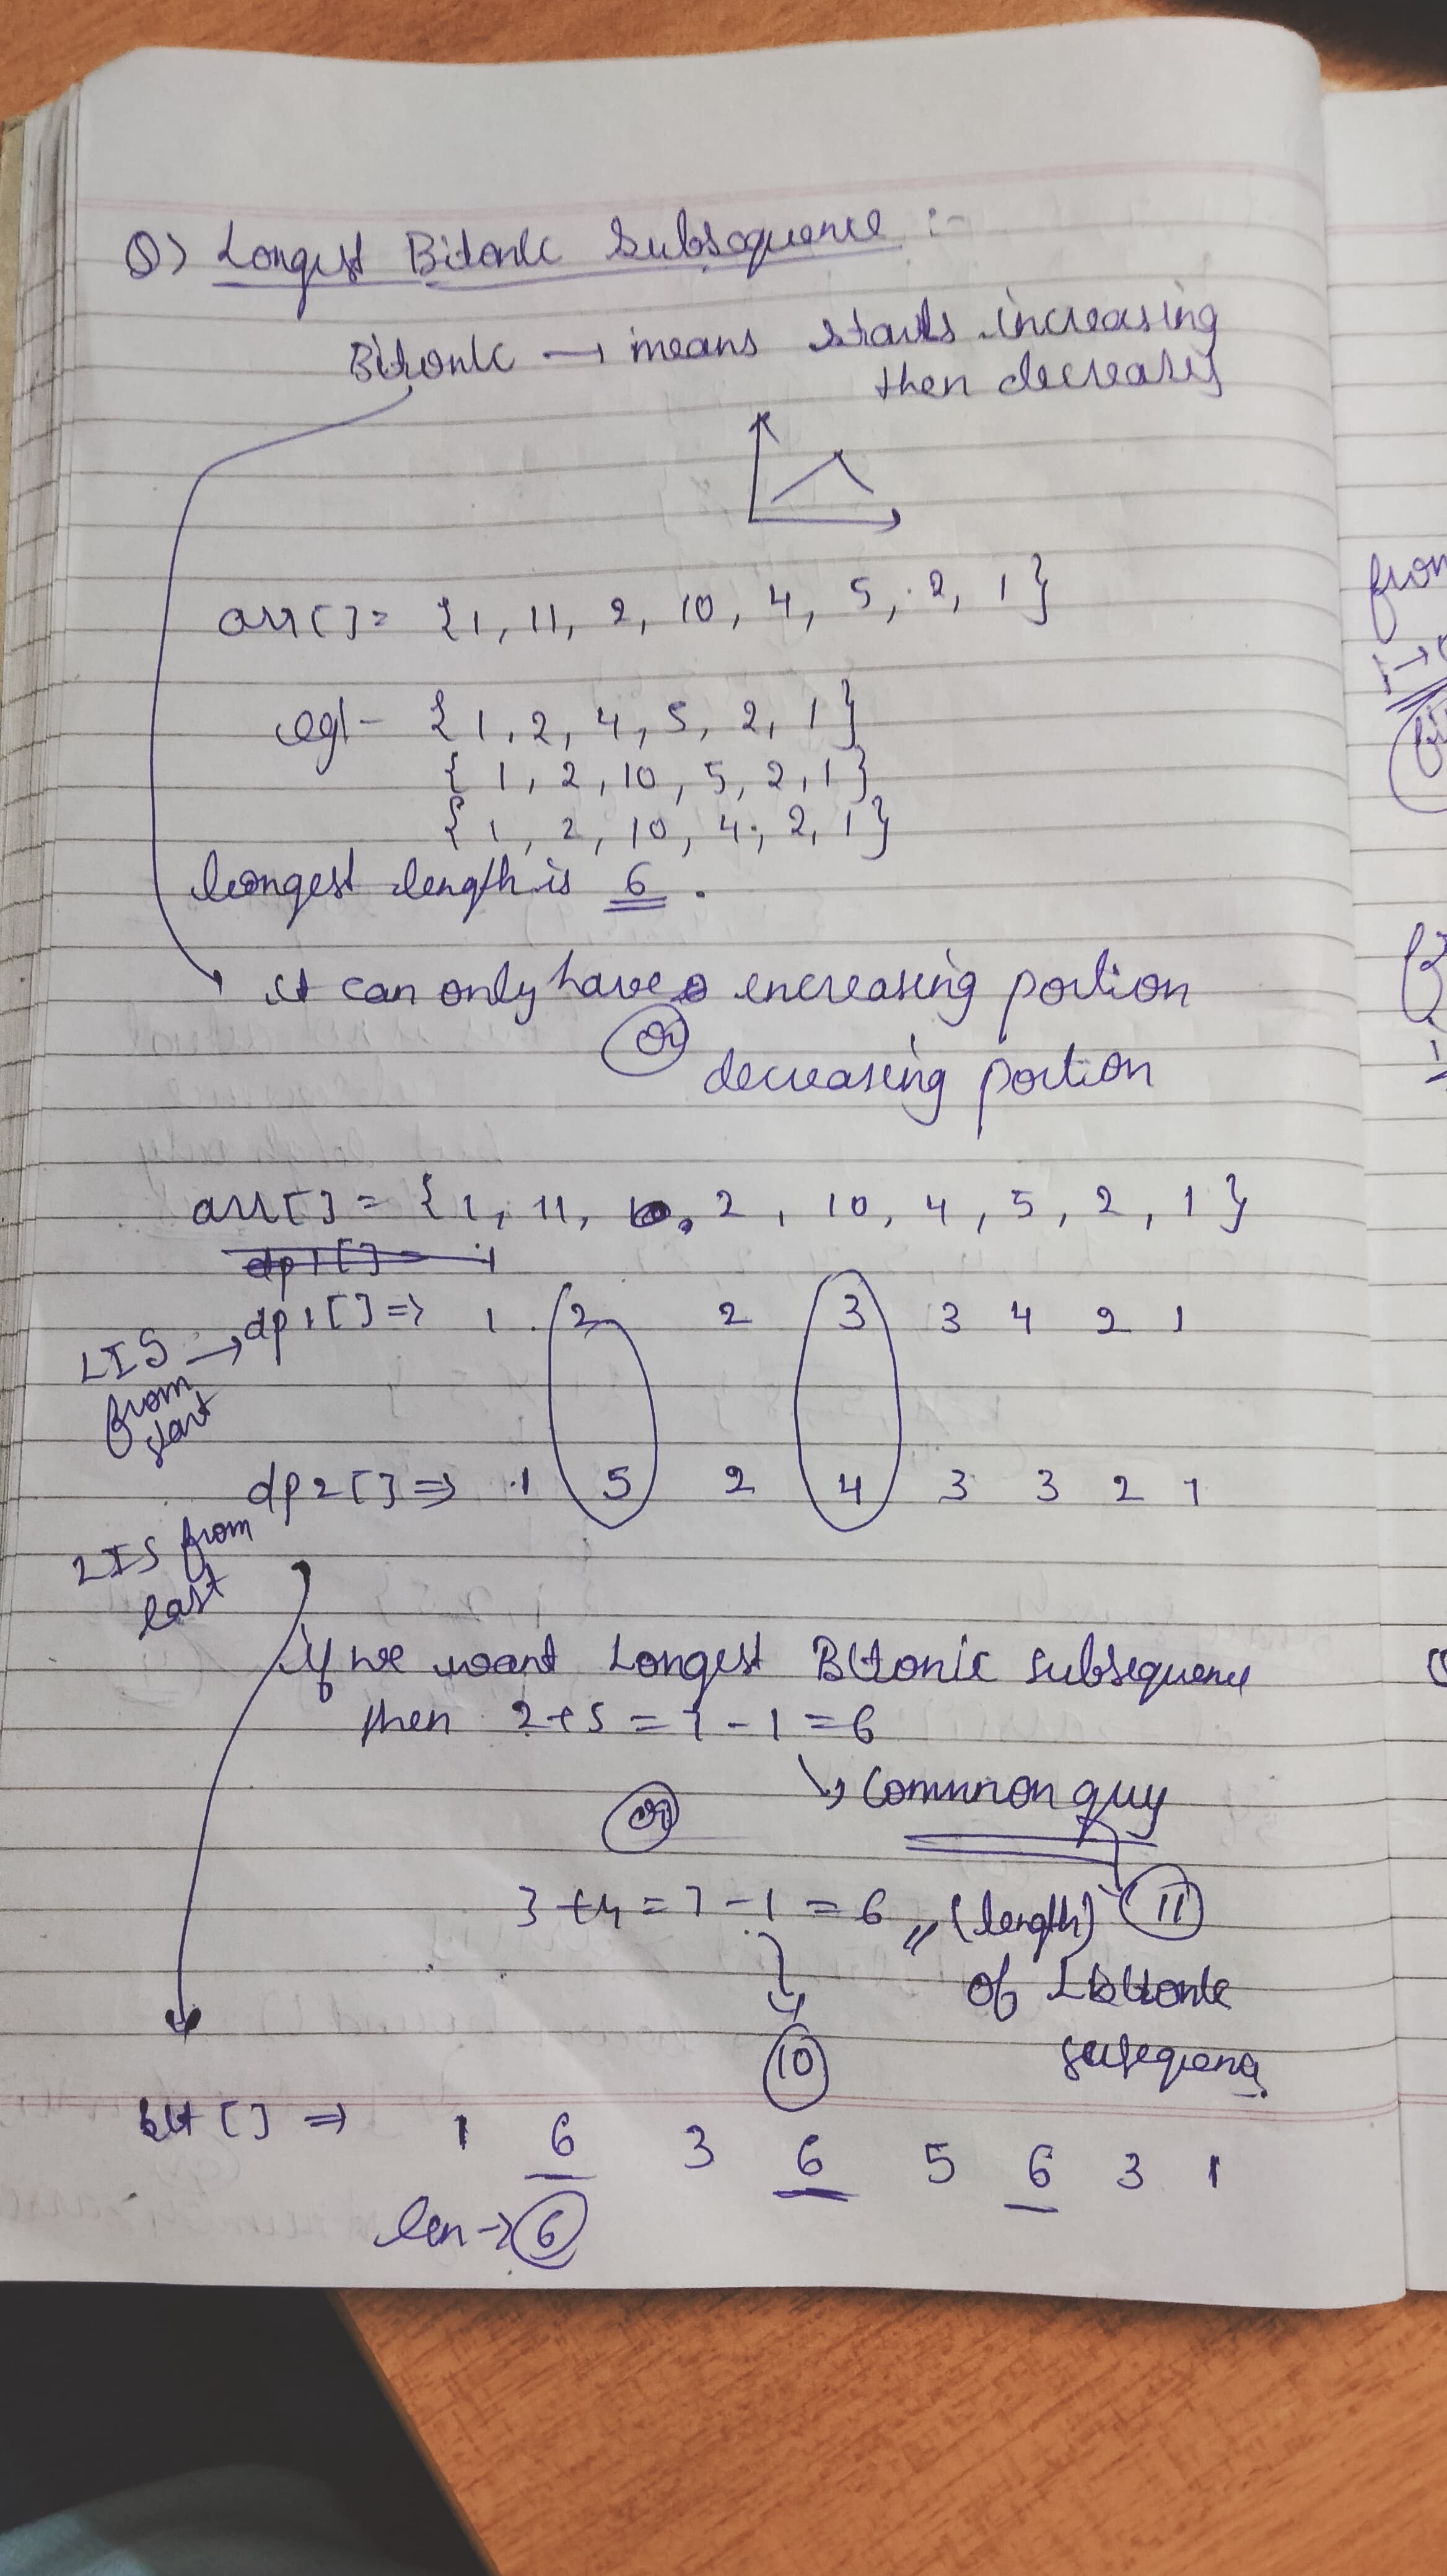 Q) Longest Bitonic Subsequence :-
Bitonic → means starts increasing
then decreases
arr[] = {1, 11, 2, 10, 4, 5, 2, 1}
eg:- {1, 2, 4, 5, 2, 1}
{1, 2, 10, 5, 2, 1}
{1, 2, 10, 4, 2, 1}
longest length is 6.
it can only have increasing portion
or
decreasing portion
arr[] = {1, 11, 2, 10, 4, 5, 2, 1}
dp1[] = 1
LIS from start → dp1[] => 1 2 2 3 3 4 2 1
dp2[] => 1 5 2 4 3 3 2 1
LIS from last
if we want Longest Bitonic Subsequence
then 2+5 = 7 - 1 = 6
↳ common guy
or
3+4 = 7 - 1 = 6 ,, (length) 11
of
10
bit[] => 1 6 3 6 5 6 3 1
len → 6
from